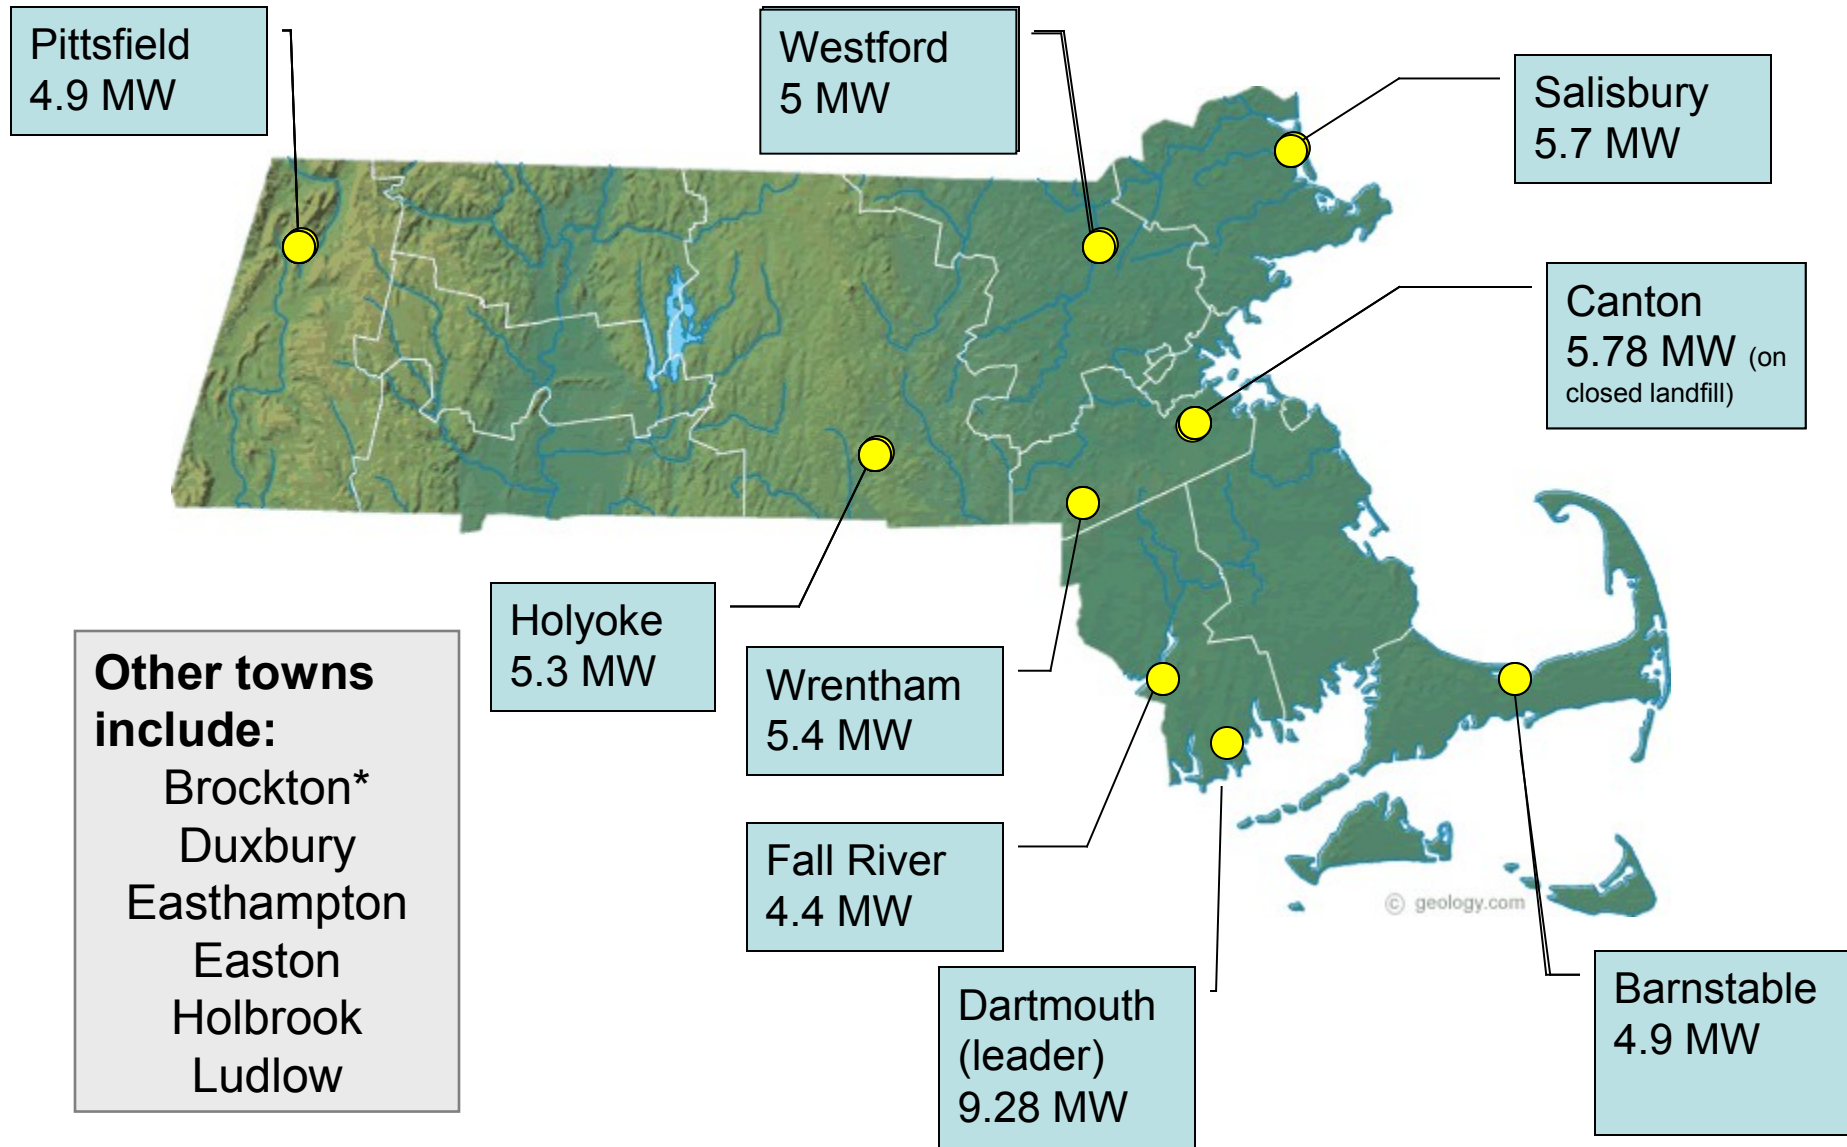 Pittsfield
4.9 MW
Westford
5 MW
Salisbury
5.7 MW
Canton
5.78 MW (on
closed landfill)
Holyoke
5.3 MW
Wrentham
5.4 MW
Fall River
4.4 MW
Dartmouth
(leader)
9.28 MW
Barnstable
4.9 MW
© geology.com
Other towns
include:
Brockton*
Duxbury
Easthampton
Easton
Holbrook
Ludlow